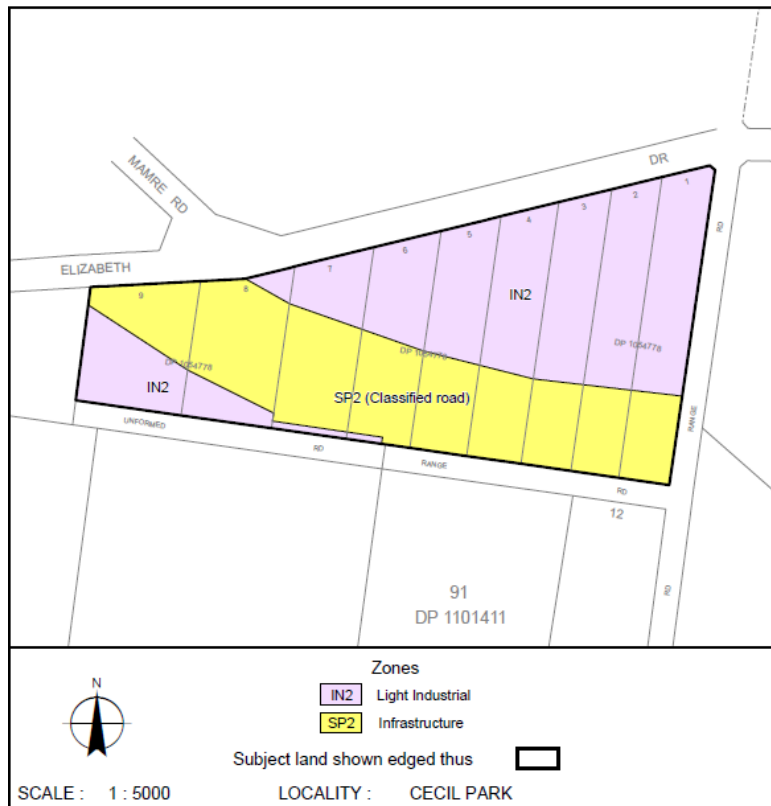 DR
MAMRE RD
1
2
3
4
5
6
7
RD
ELIZABETH
8
9
IN2
DP 1054778
DP 1054778
DP 1054778
IN2
SP2 (Classified road)
UNFORMED
RD
RANGE
RANGE
RD
12
RD
91
DP 1101411
Zones
N
IN2 Light Industrial
SP2 Infrastructure
Subject land shown edged thus
SCALE : 1 : 5000 LOCALITY : CECIL PARK